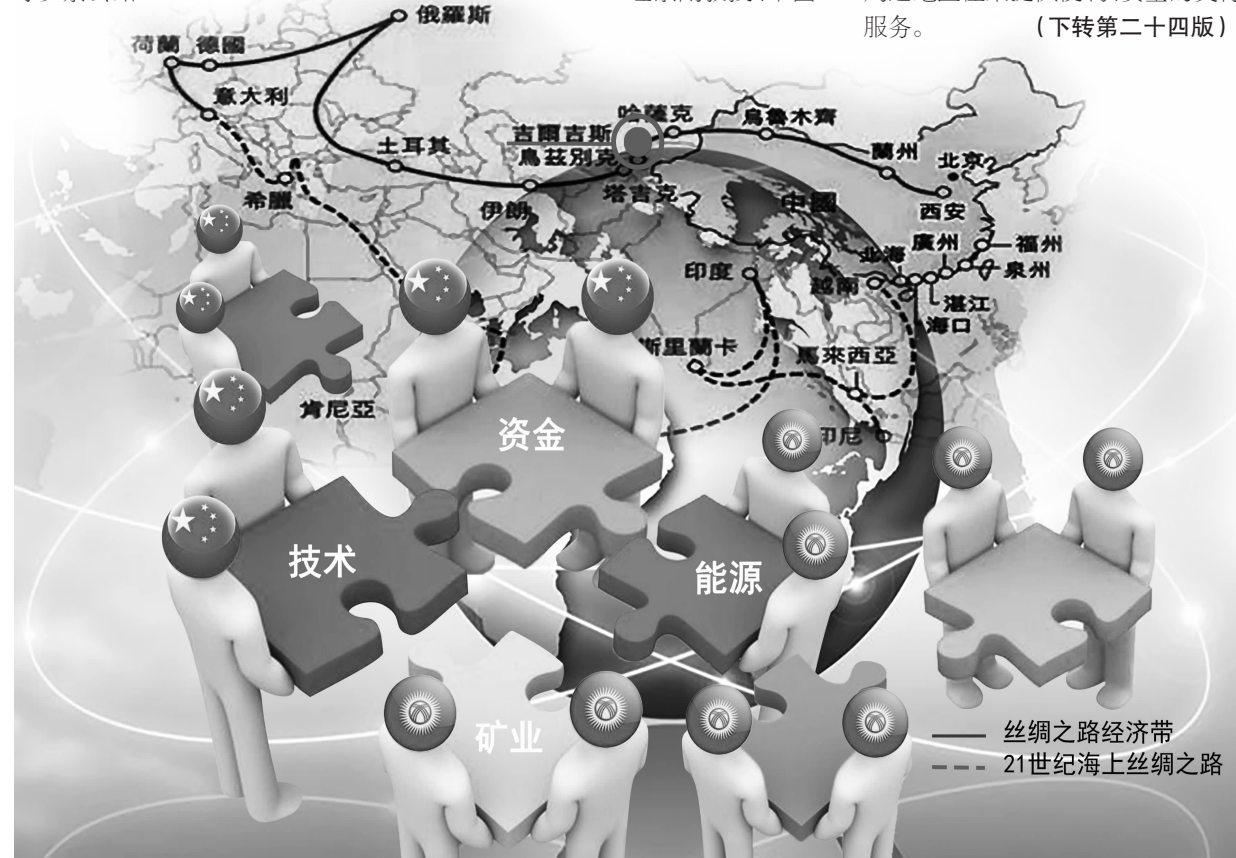 服务。
(下转第二十四版)
俄羅斯
荷蘭 德國
意大利
哈薩克
烏魯木齊
吉爾吉斯
土耳其
烏茲別克
蘭州
北京
塔吉克
希臘
伊朗
中國
西安
廣州
福州
北海
泉州
印度
越南
湛江
海口
斯里蘭卡
馬來西亞
肯尼亞
印尼
资金
技术
能源
矿业
丝绸之路经济带
21世纪海上丝绸之路